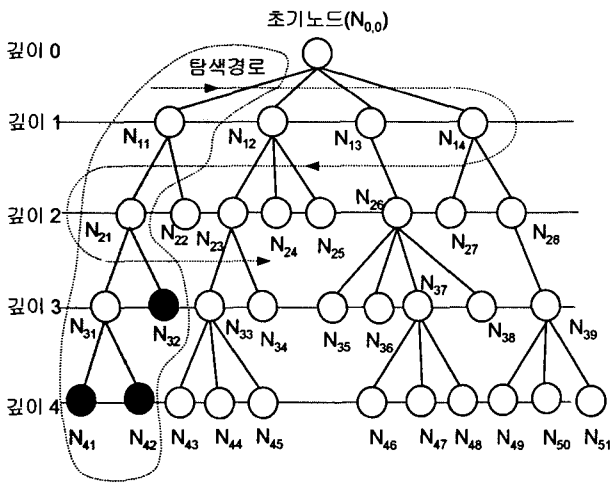 초기노드(N0,0)
깊이 0
탐색경로
깊이 1
N11 N12 N13 N14
깊이 2
N21 N22 N23 N24 N25 N26 N27 N28
깊이 3
N31 N32 N33 N34 N35 N36 N37 N38 N39
깊이 4
N41 N42 N43 N44 N45 N46 N47 N48 N49 N50 N51